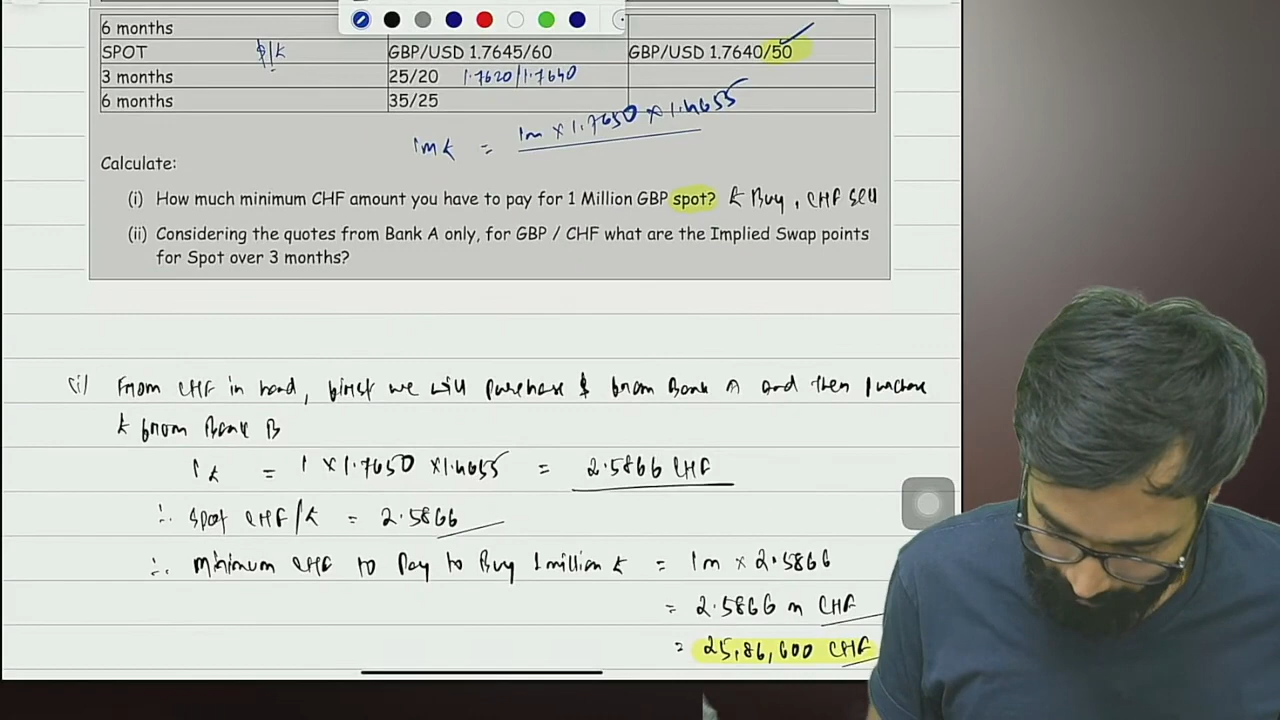 6 months
SPOT $/£ GBP/USD 1.7645/60 GBP/USD 1.7640/50
3 months 25/20 1.7620/1.7640
6 months 35/25
1m £ = 1m x 1.7650 x 1.4655
Calculate:
(i) How much minimum CHF amount you have to pay for 1 Million GBP spot? £ Buy, CHF sell
(ii) Considering the quotes from Bank A only, for GBP / CHF what are the Implied Swap points
for Spot over 3 months?
(i) From CHF in hand, first we will purchase $ from Bank A and then purchase
£ from Bank B
1 £ = 1 x 1.7650 x 1.4655 = 2.5866 CHF
∴ Spot CHF/£ = 2.5866
∴ Minimum CHF to Pay to Buy 1 million £ = 1m x 2.5866
= 2.5866 m CHF
= 25,86,600 CHF